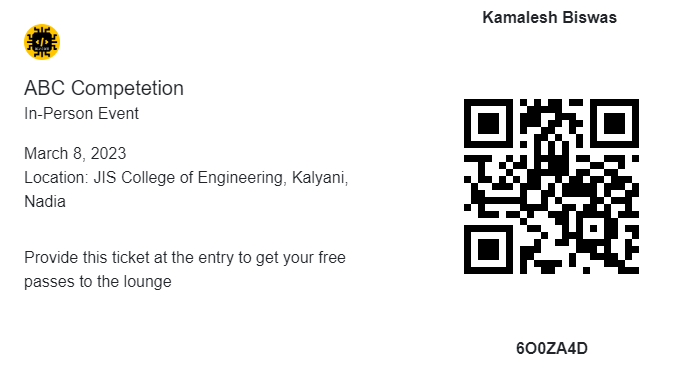 Kamalesh Biswas
ABC Competetion
In-Person Event
March 8, 2023
Location: JIS College of Engineering, Kalyani,
Nadia
Provide this ticket at the entry to get your free
passes to the lounge
6O0ZA4D